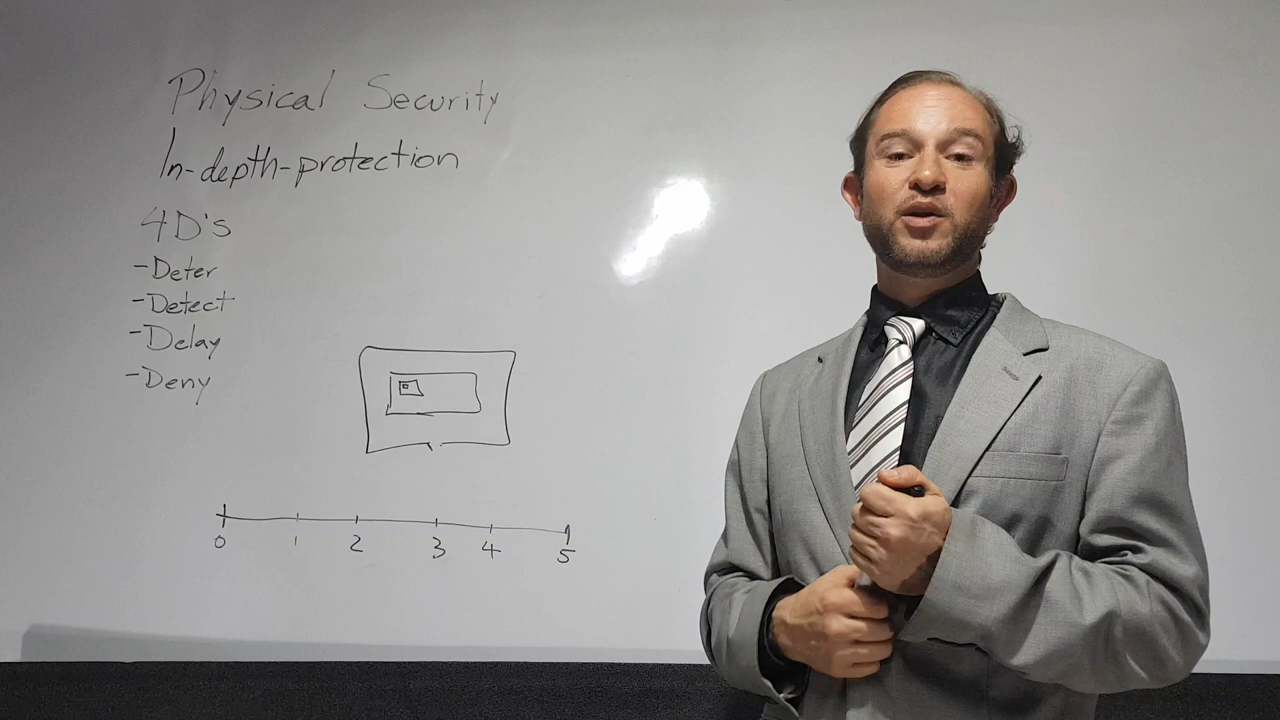 Physical Security
In-depth-protection
4D's
-Deter
-Detect
-Delay
-Deny
0 1 2 3 4 5